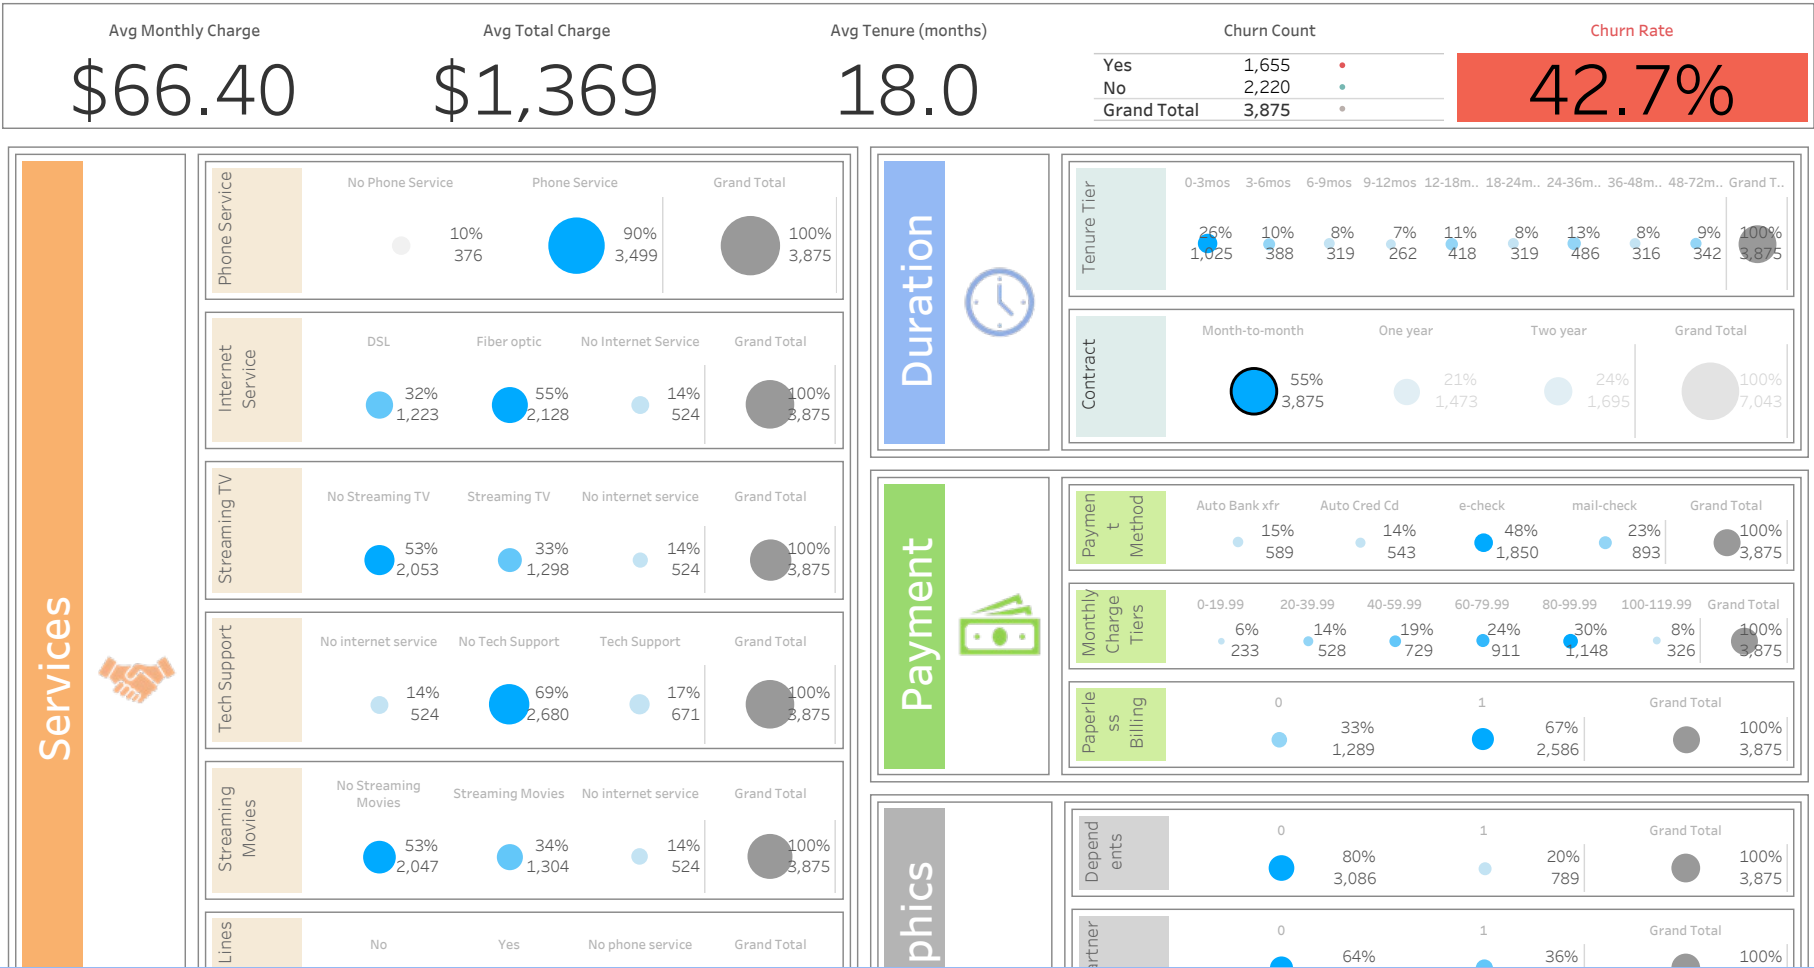 Avg Monthly Charge
$66.40
Avg Total Charge
$1,369
Avg Tenure (months)
18.0
Churn Count
Yes 1,655
No 2,220
Grand Total 3,875
Churn Rate
42.7%
Services
Phone Service
No Phone Service Phone Service Grand Total
10% 90% 100%
376 3,499 3,875
Internet
Service
DSL Fiber optic No Internet Service Grand Total
32% 55% 14% 100%
1,223 2,128 524 3,875
Streaming TV
No Streaming TV Streaming TV No internet service Grand Total
53% 33% 14% 100%
2,053 1,298 524 3,875
Tech Support
No internet service No Tech Support Tech Support Grand Total
14% 69% 17% 100%
524 2,680 671 3,875
Streaming
Movies
No Streaming
Movies Streaming Movies No internet service Grand Total
53% 34% 14% 100%
2,047 1,304 524 3,875
Lines
No Yes No phone service Grand Total
Duration
Tenure Tier
0-3mos 3-6mos 6-9mos 9-12mos 12-18m.. 18-24m.. 24-36m.. 36-48m.. 48-72m.. Grand T..
26% 10% 8% 7% 11% 8% 13% 8% 9% 100%
1,025 388 319 262 418 319 486 316 342 3,875
Contract
Month-to-month One year Two year Grand Total
55% 21% 24% 100%
3,875 1,473 1,695 7,043
Payment
Paymen
t
Method
Auto Bank xfr Auto Cred Cd e-check mail-check Grand Total
15% 14% 48% 23% 100%
589 543 1,850 893 3,875
Monthly
Charge
Tiers
0-19.99 20-39.99 40-59.99 60-79.99 80-99.99 100-119.99 Grand Total
6% 14% 19% 24% 30% 8% 100%
233 528 729 911 1,148 326 3,875
Paperle
ss
Billing
0 1 Grand Total
33% 67% 100%
1,289 2,586 3,875
phics
Depend
ents
0 1 Grand Total
80% 20% 100%
3,086 789 3,875
artner
0 1 Grand Total
64% 36% 100%